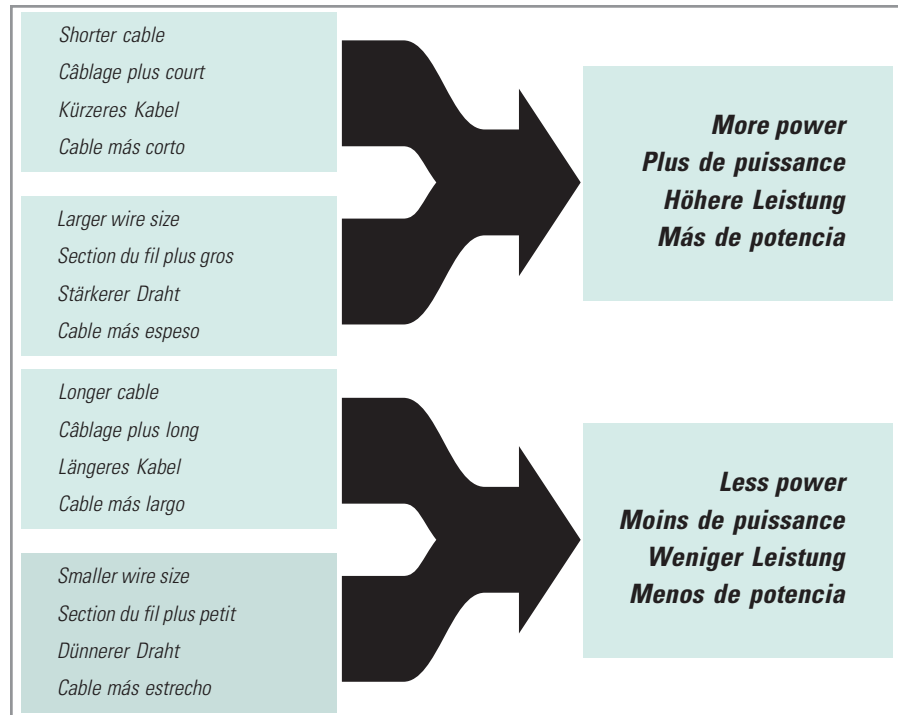 Shorter cable
Câblage plus court
Kürzeres Kabel
Cable más corto
Larger wire size
Section du fil plus gros
Stärkerer Draht
Cable más espeso
More power
Plus de puissance
Höhere Leistung
Más de potencia
Longer cable
Câblage plus long
Längeres Kabel
Cable más largo
Smaller wire size
Section du fil plus petit
Dünnerer Draht
Cable más estrecho
Less power
Moins de puissance
Weniger Leistung
Menos de potencia